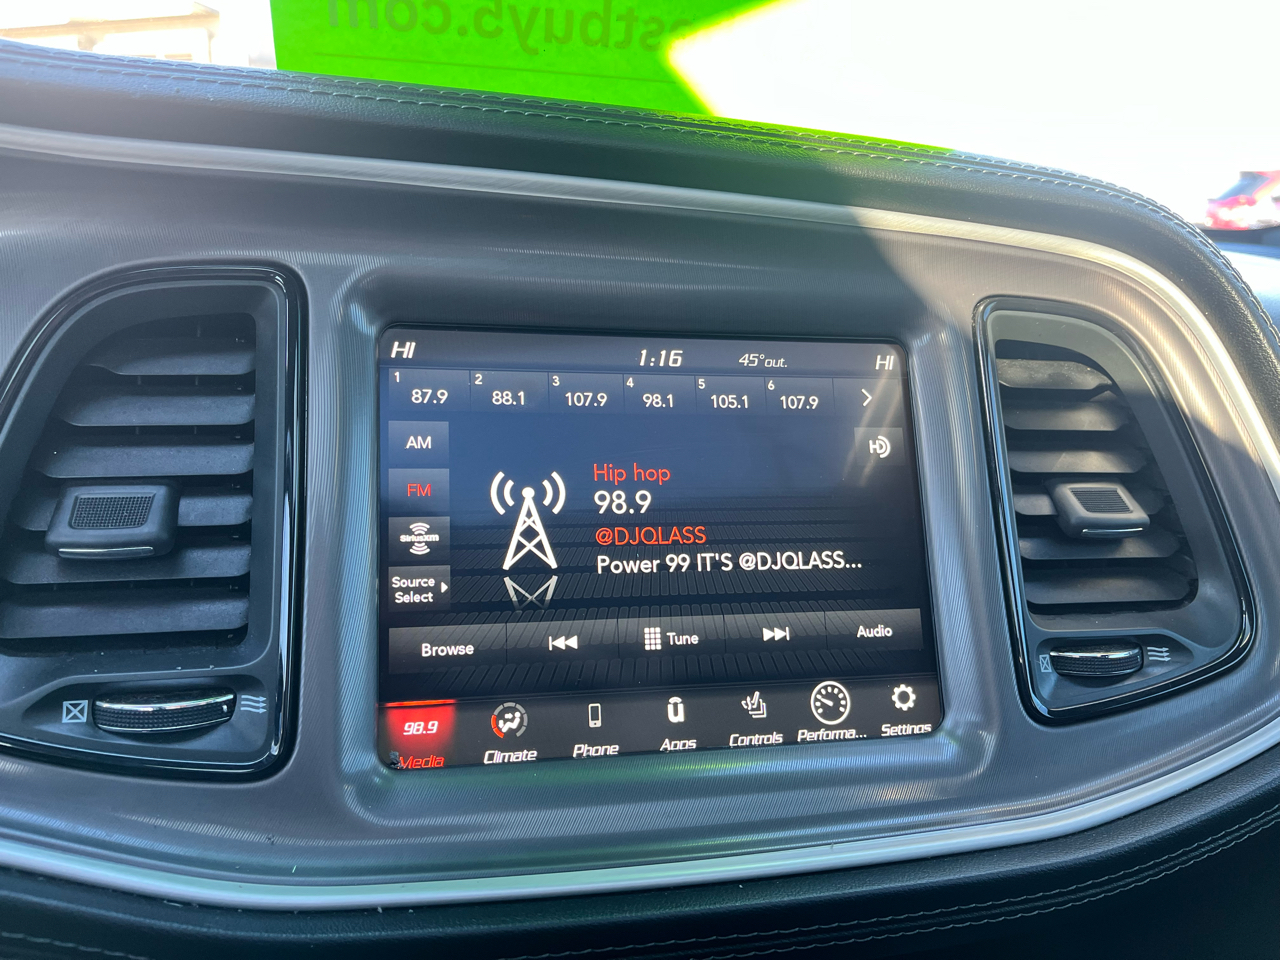 HI 1:16 45°out. HI
1 2 3 4 5 6
87.9 88.1 107.9 98.1 105.1 107.9
AM
FM
SiriusXM
Source
Select
HD
Hip hop
98.9
@DJQLASS
Power 99 IT'S @DJQLASS...
Browse Tune Audio
98.9
Media Climate Phone Apps Controls Performa... Settings